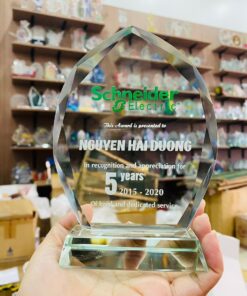 Schneider
Electric
This Award is presented to
NGUYEN HAI DUONG
In recognition and appreciation for
5 years
2015 - 2020
Of loyal and dedicated service